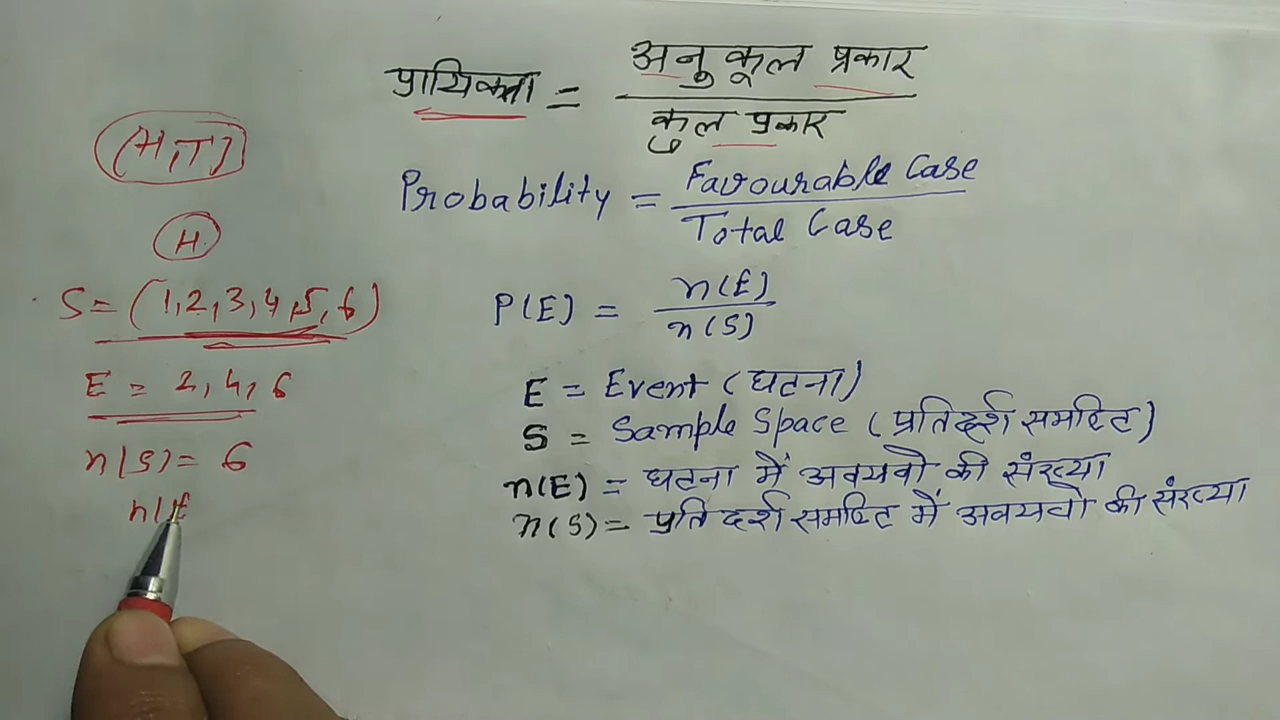 प्रायिकता = अनुकूल प्रकार
कुल प्रकार
Probability = Favourable Case
Total Case
P(E) = n(E)
n(S)
E = Event (घटना)
S = Sample Space (प्रतिदर्श समष्टि)
n(E) = घटना में अवयवो की संख्या
n(S) = प्रतिदर्श समष्टि में अवयवो की संख्या
(H,T)
H
S = (1,2,3,4,5,6)
E = 2,4,6
n(S) = 6
n(E